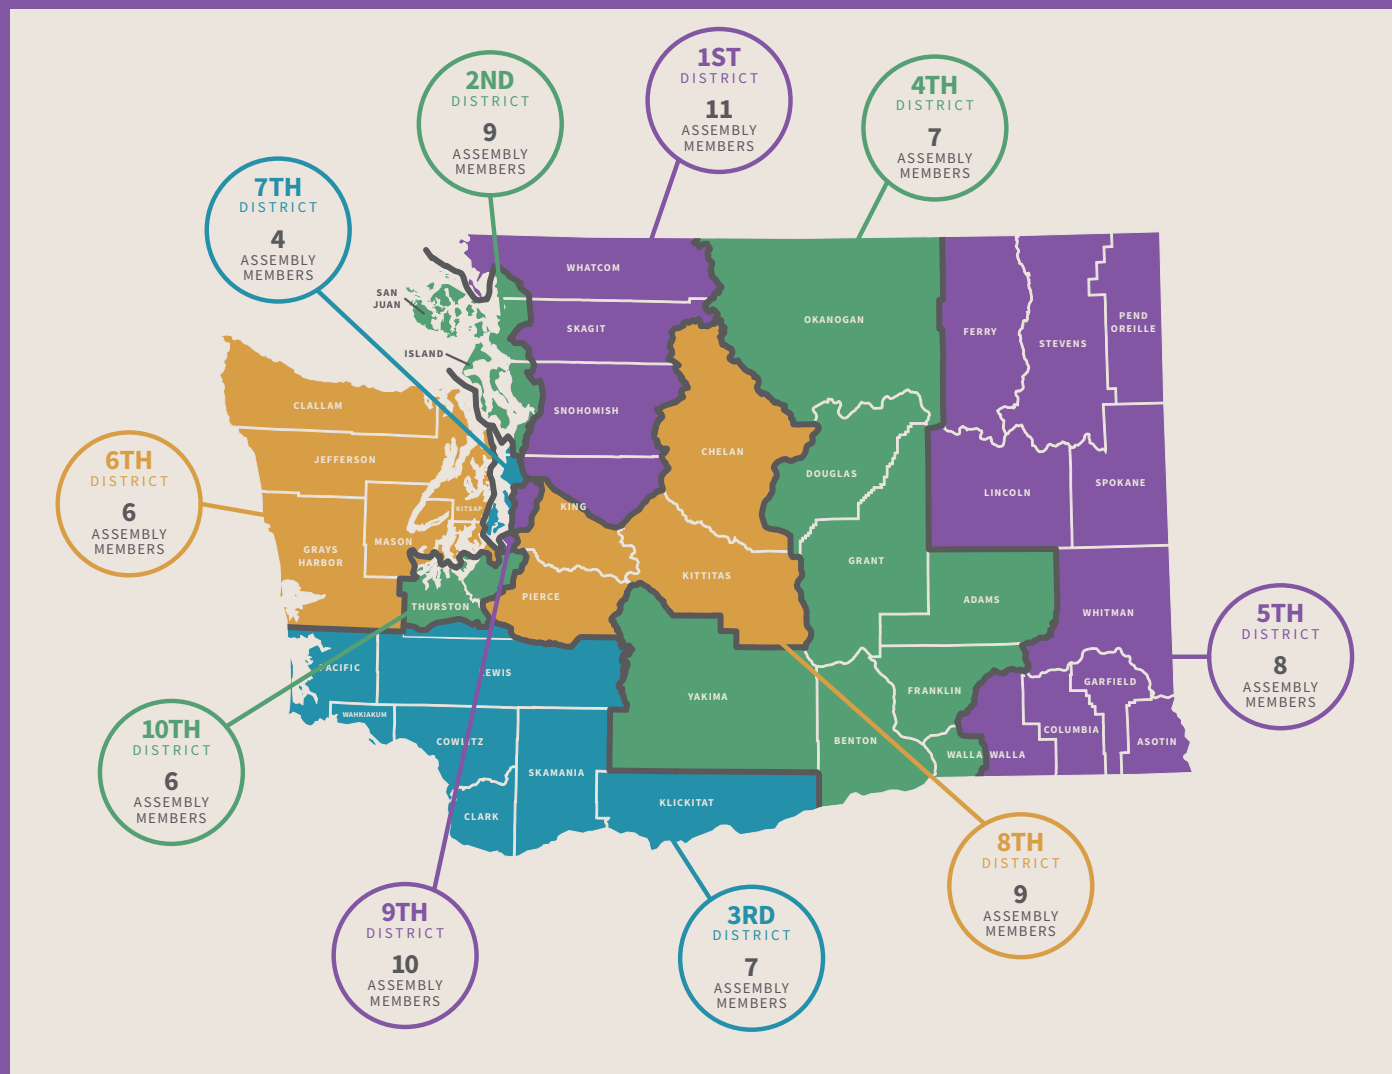 1ST
DISTRICT
11
ASSEMBLY
MEMBERS
2ND
DISTRICT
9
ASSEMBLY
MEMBERS
4TH
DISTRICT
7
ASSEMBLY
MEMBERS
7TH
DISTRICT
4
ASSEMBLY
MEMBERS
WHATCOM
SAN
JUAN
SKAGIT
OKANOGAN
FERRY
STEVENS
PEND
OREILLE
ISLAND
CLALLAM
SNOHOMISH
CHELAN
DOUGLAS
JEFFERSON
LINCOLN
SPOKANE
6TH
DISTRICT
6
ASSEMBLY
MEMBERS
KITSAP
KING
MASON
GRAYS
HARBOR
GRANT
KITTITAS
PIERCE
THURSTON
ADAMS
WHITMAN
5TH
DISTRICT
8
ASSEMBLY
MEMBERS
PACIFIC
LEWIS
YAKIMA
FRANKLIN
GARFIELD
WAHKIAKUM
COWLITZ
BENTON
WALLA WALLA
COLUMBIA
ASOTIN
SKAMANIA
KLICKITAT
CLARK
10TH
DISTRICT
6
ASSEMBLY
MEMBERS
8TH
DISTRICT
9
ASSEMBLY
MEMBERS
9TH
DISTRICT
10
ASSEMBLY
MEMBERS
3RD
DISTRICT
7
ASSEMBLY
MEMBERS